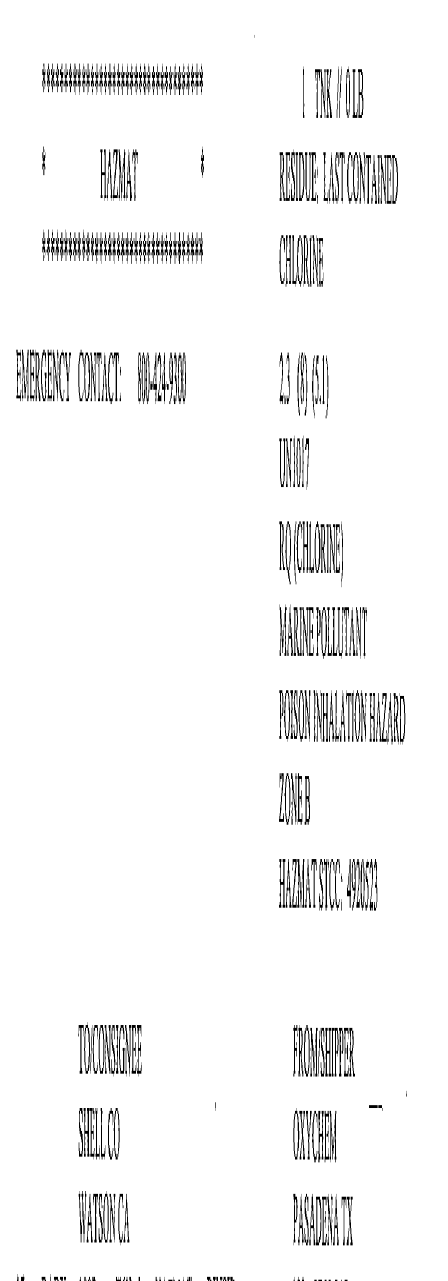 ******************************** 1 TNK // 0 LB
* HAZMAT * RESIDUE; LAST CONTAINED
******************************** CHLORINE
EMERGENCY CONTACT: 800-424-9300 2.3 (8) (5.1)
UN1017
RQ (CHLORINE)
MARINE POLLUTANT
POISON INHALATION HAZARD
ZONE B
HAZMAT STCC: 4920523
TO/CONSIGNEE FROM/SHIPPER
SHELL CO OXYCHEM
WATSON CA PASADENA TX